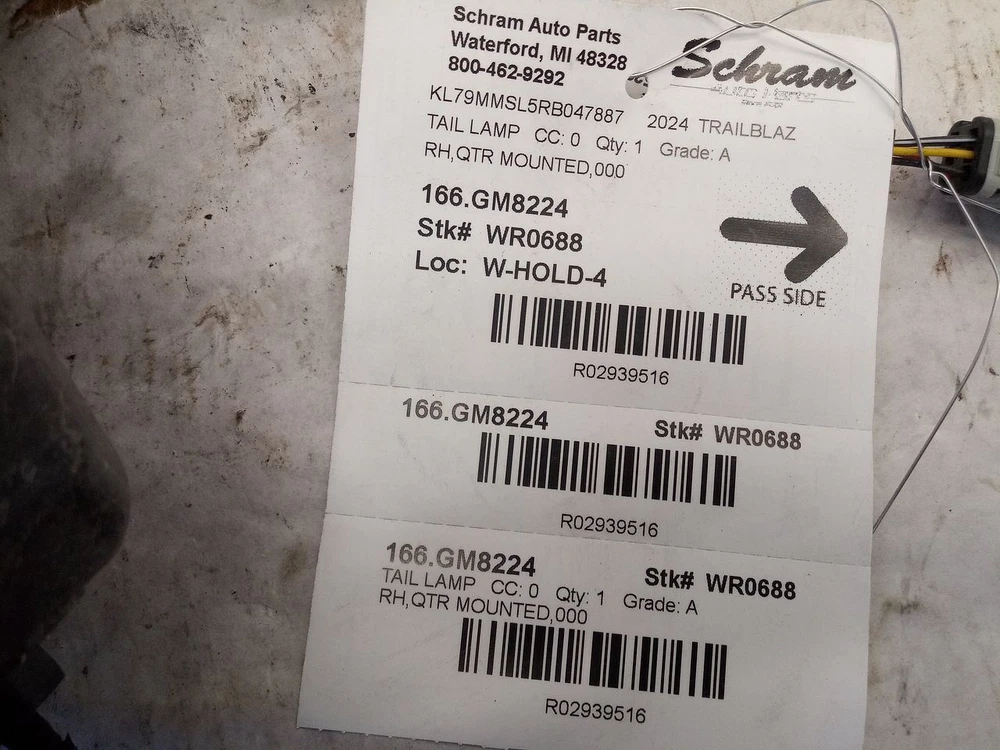 Schram Auto Parts
Waterford, MI 48328
800-462-9292
Schram
AUTO PARTS
KL79MMSL5RB047887 2024 TRAILBLAZ
TAIL LAMP CC: 0 Qty: 1 Grade: A
RH,QTR MOUNTED,000
166.GM8224
Stk# WR0688
Loc: W-HOLD-4
PASS SIDE
R02939516
166.GM8224 Stk# WR0688
R02939516
166.GM8224 Stk# WR0688
TAIL LAMP CC: 0 Qty: 1 Grade: A
RH,QTR MOUNTED,000
R02939516